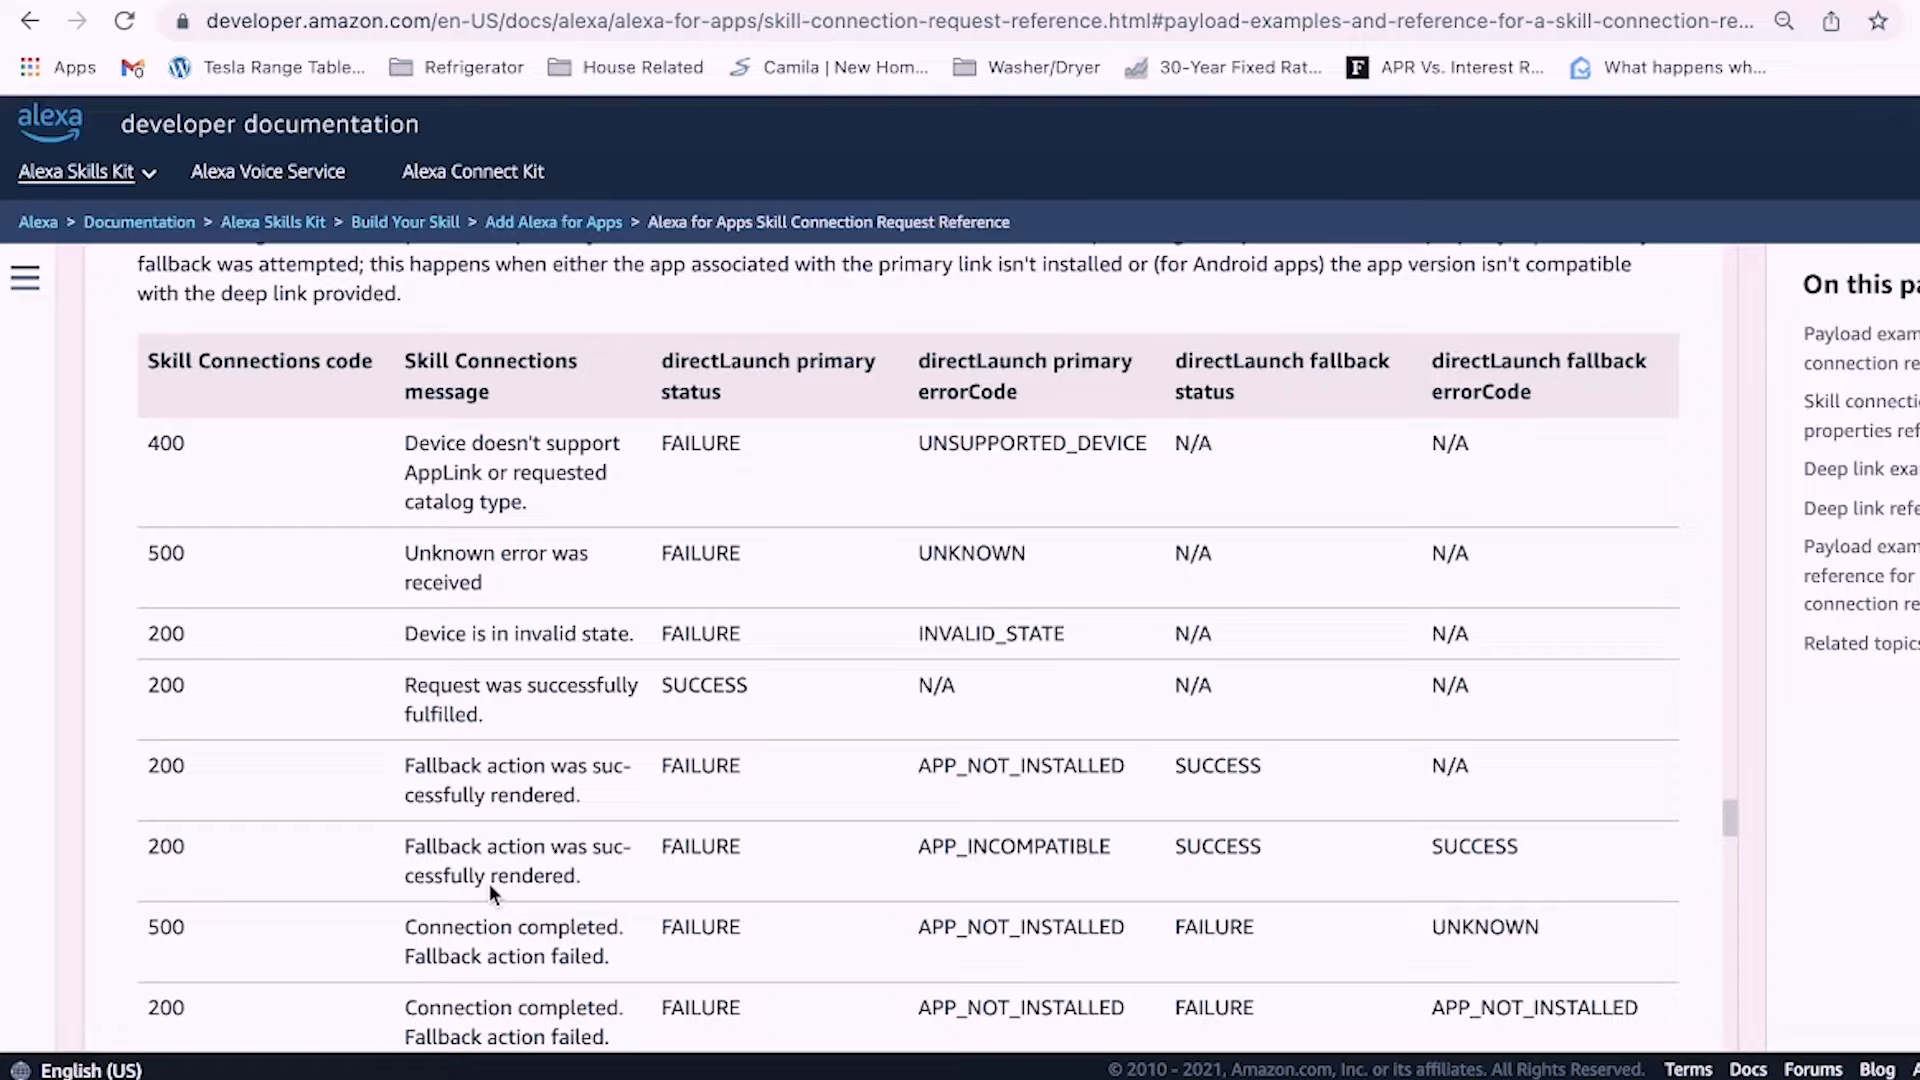 developer.amazon.com/en-US/docs/alexa/alexa-for-apps/skill-connection-request-reference.html#payload-examples-and-reference-for-a-skill-connection-re...
Apps Tesla Range Table... Refrigerator House Related Camila | New Hom... Washer/Dryer 30-Year Fixed Rat... F APR Vs. Interest R... What happens wh...
alexa developer documentation
Alexa Skills Kit Alexa Voice Service Alexa Connect Kit
Alexa > Documentation > Alexa Skills Kit > Build Your Skill > Add Alexa for Apps > Alexa for Apps Skill Connection Request Reference
fallback was attempted; this happens when either the app associated with the primary link isn't installed or (for Android apps) the app version isn't compatible
with the deep link provided.
Skill Connections code Skill Connections directLaunch primary directLaunch primary directLaunch fallback directLaunch fallback
message status errorCode status errorCode
400 Device doesn't support FAILURE UNSUPPORTED_DEVICE N/A N/A
AppLink or requested
catalog type.
500 Unknown error was FAILURE UNKNOWN N/A N/A
received
200 Device is in invalid state. FAILURE INVALID_STATE N/A N/A
200 Request was successfully SUCCESS N/A N/A N/A
fulfilled.
200 Fallback action was suc- FAILURE APP_NOT_INSTALLED SUCCESS N/A
cessfully rendered.
200 Fallback action was suc- FAILURE APP_INCOMPATIBLE SUCCESS SUCCESS
cessfully rendered.
500 Connection completed. FAILURE APP_NOT_INSTALLED FAILURE UNKNOWN
Fallback action failed.
200 Connection completed. FAILURE APP_NOT_INSTALLED FAILURE APP_NOT_INSTALLED
Fallback action failed.
On this pa
Payload exam
connection re
Skill connecti
properties ref
Deep link exa
Deep link refe
Payload exam
reference for
connection re
Related topics
English (US) © 2010 - 2021, Amazon.com, Inc. or its affiliates. All Rights Reserved. Terms Docs Forums Blog A